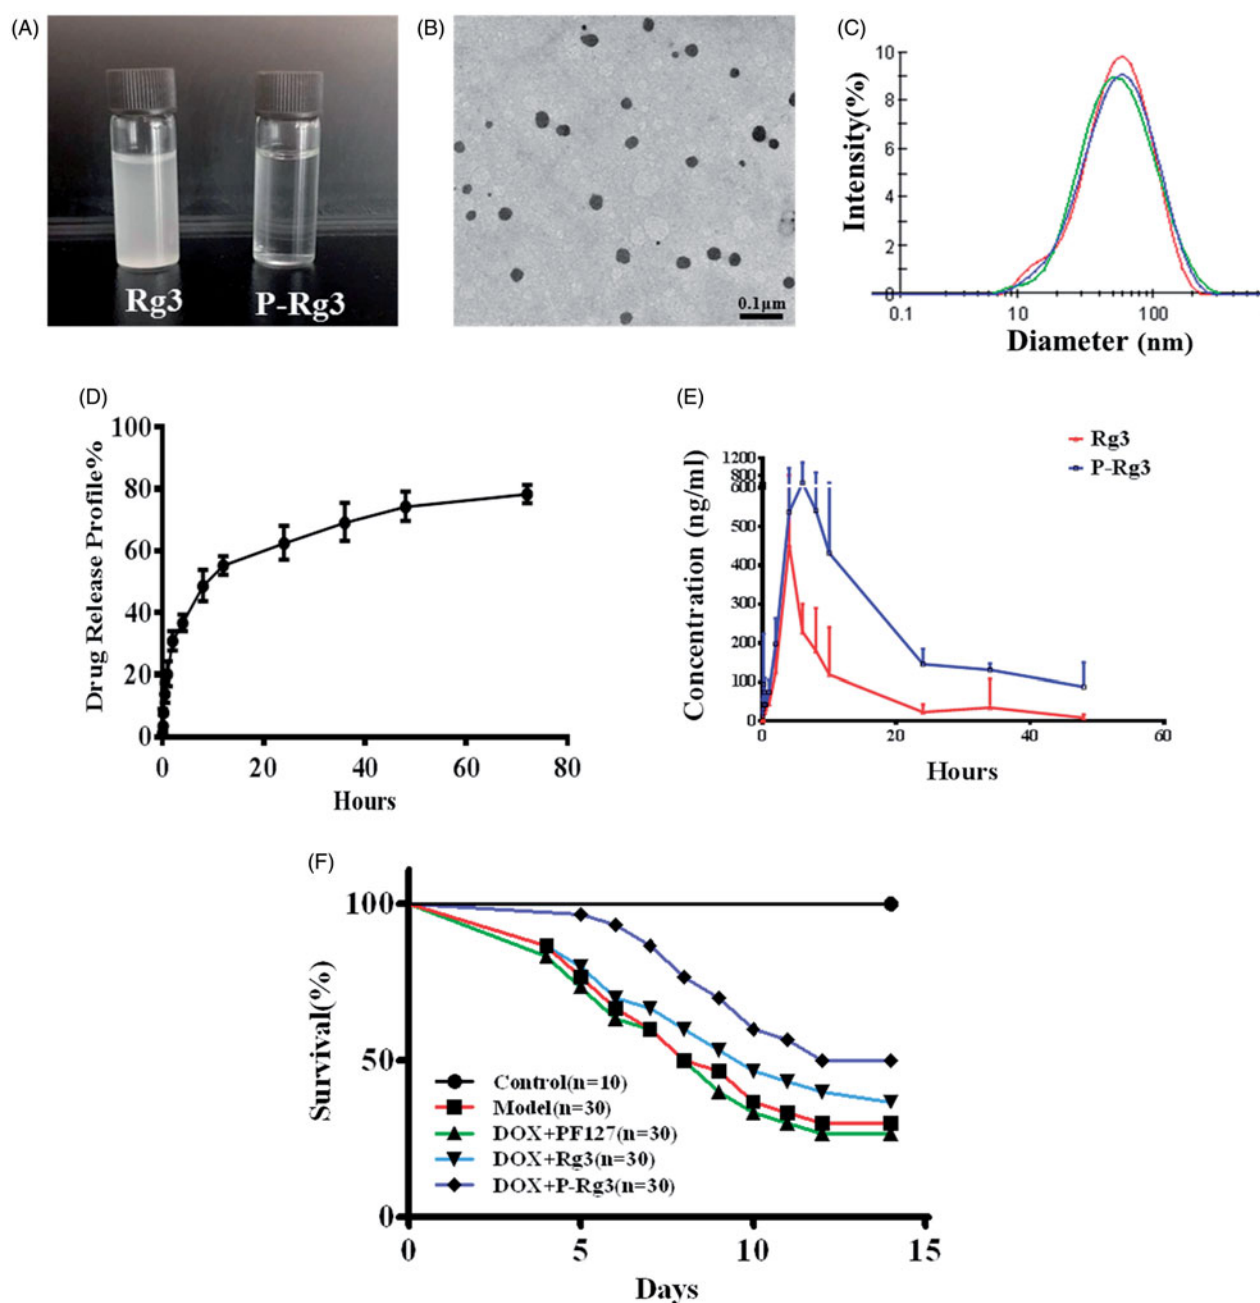 (A)
Rg3
P-Rg3
(B)
0.1μm
(C)
10
8
6
4
2
0
Intensity(%)
0.1
10
100
Diameter (nm)
(D)
100
80
60
40
20
0
Drug Release Profile%
0
20
40
60
80
Hours
(E)
Rg3
P-Rg3
1200
800
600
500
400
300
200
100
0
Concentration (ng/ml)
0
20
40
60
Hours
(F)
100
50
0
Survival(%)
Control(n=10)
Model(n=30)
DOX+PF127(n=30)
DOX+Rg3(n=30)
DOX+P-Rg3(n=30)
0
5
10
15
Days